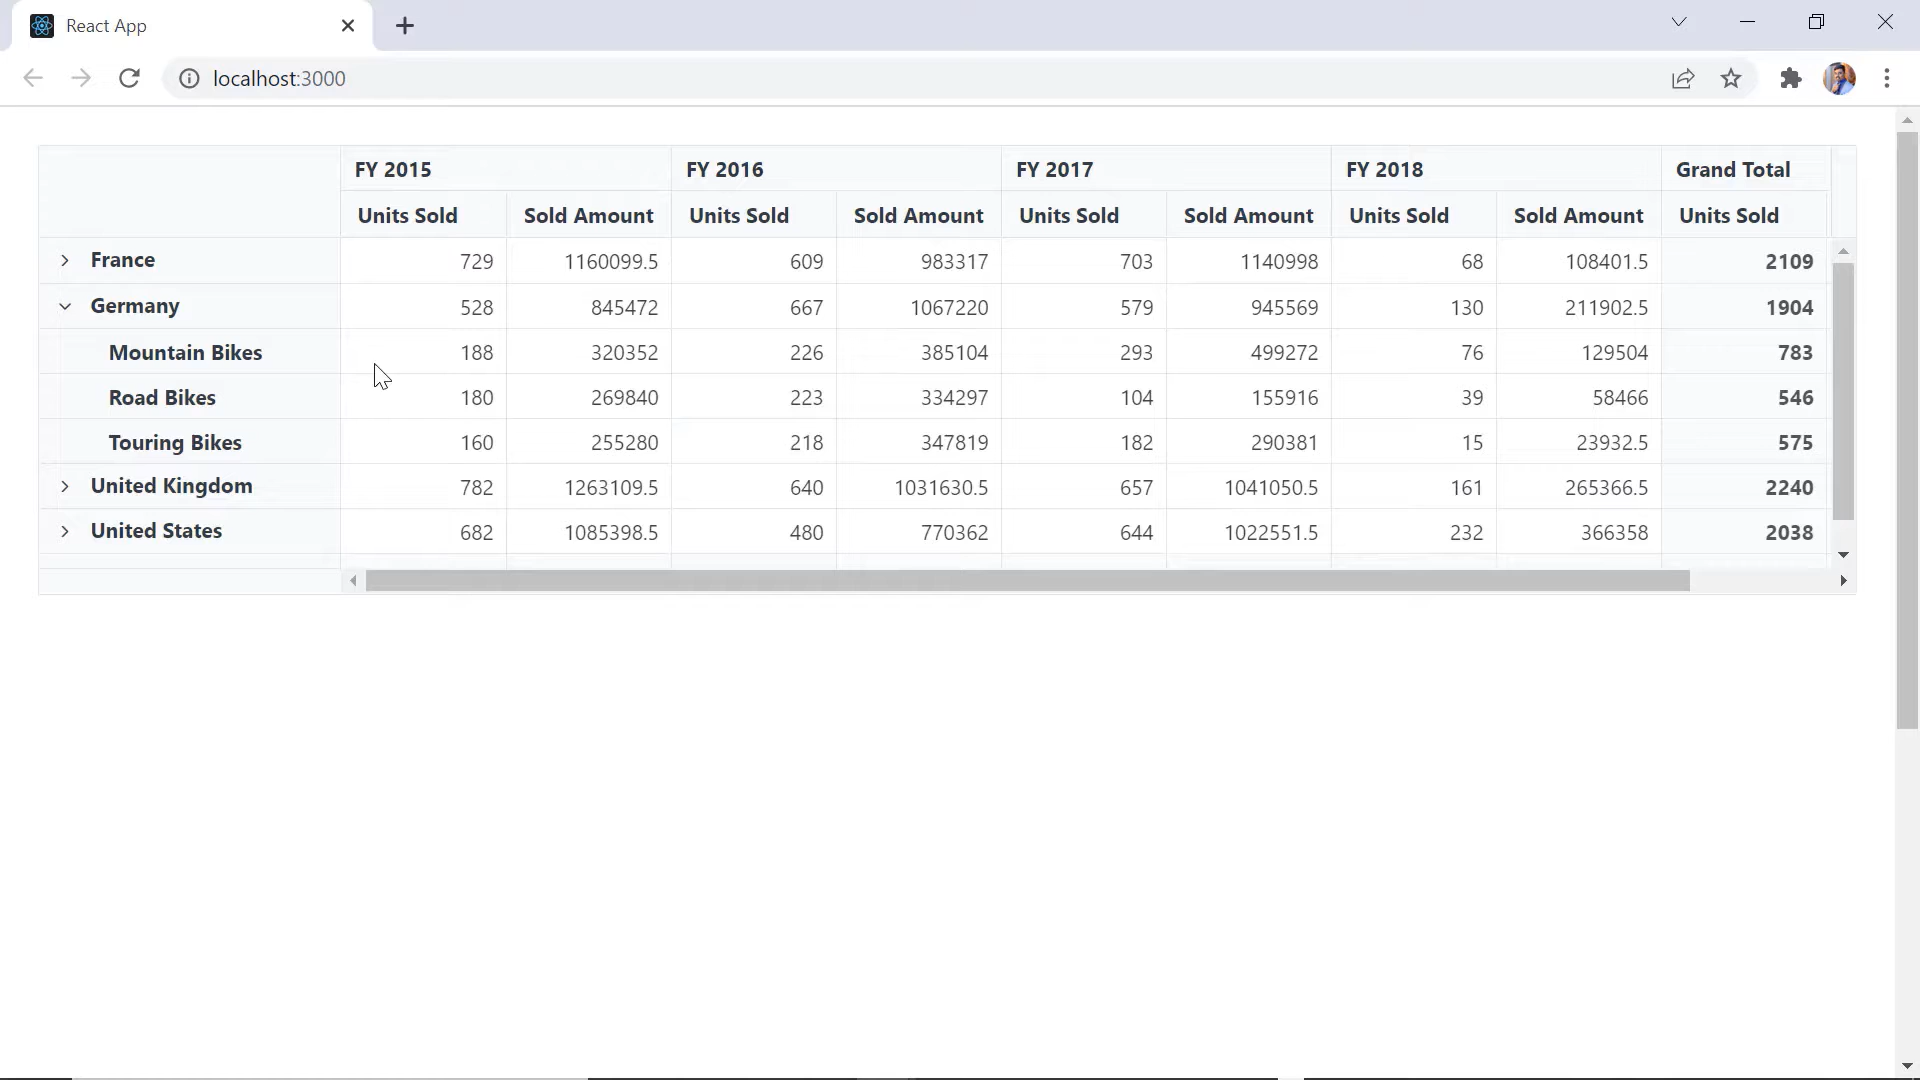 React App
localhost:3000
FY 2015 FY 2016 FY 2017 FY 2018 Grand Total
Units Sold Sold Amount Units Sold Sold Amount Units Sold Sold Amount Units Sold Sold Amount Units Sold
France 729 1160099.5 609 983317 703 1140998 68 108401.5 2109
Germany 528 845472 667 1067220 579 945569 130 211902.5 1904
Mountain Bikes 188 320352 226 385104 293 499272 76 129504 783
Road Bikes 180 269840 223 334297 104 155916 39 58466 546
Touring Bikes 160 255280 218 347819 182 290381 15 23932.5 575
United Kingdom 782 1263109.5 640 1031630.5 657 1041050.5 161 265366.5 2240
United States 682 1085398.5 480 770362 644 1022551.5 232 366358 2038